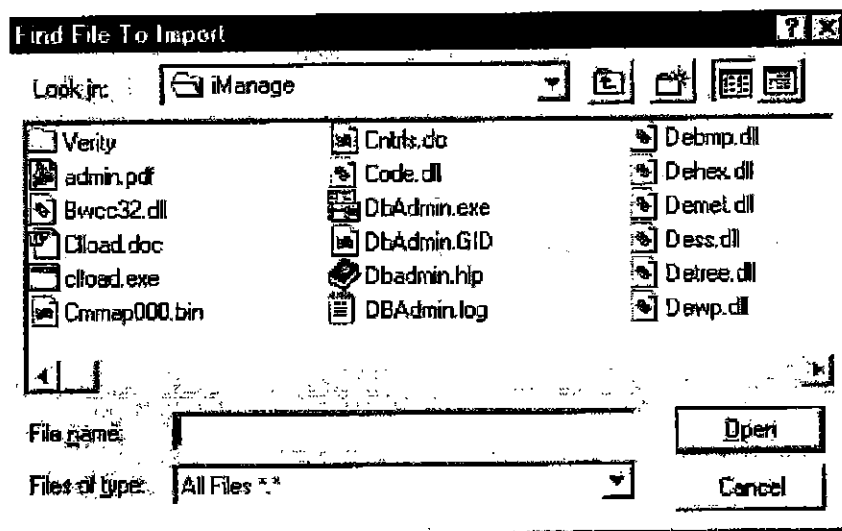 Find File To Import
Look in: iManage
Verity Cntrls.dc Debmp.dll
admin.pdf Code.dll Dehex.dll
Bwcc32.dll DbAdmin.exe Demet.dll
Clload.doc DbAdmin.GID Dess.dll
clload.exe Dbadmin.hlp Detree.dll
Cmmap000.bin DBAdmin.log Dewp.dll
File name: Open
Files of type: All Files *.* Cancel